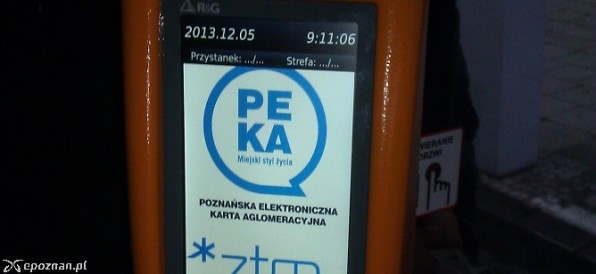 R&G
2013.12.05 9:11:06
Przystanek: .../... Strefa: .../...
PE
KA
Miejski styl życia
POZNAŃSKA ELEKTRONICZNA
KARTA AGLOMERACYJNA
*ztm
epoznan.pl